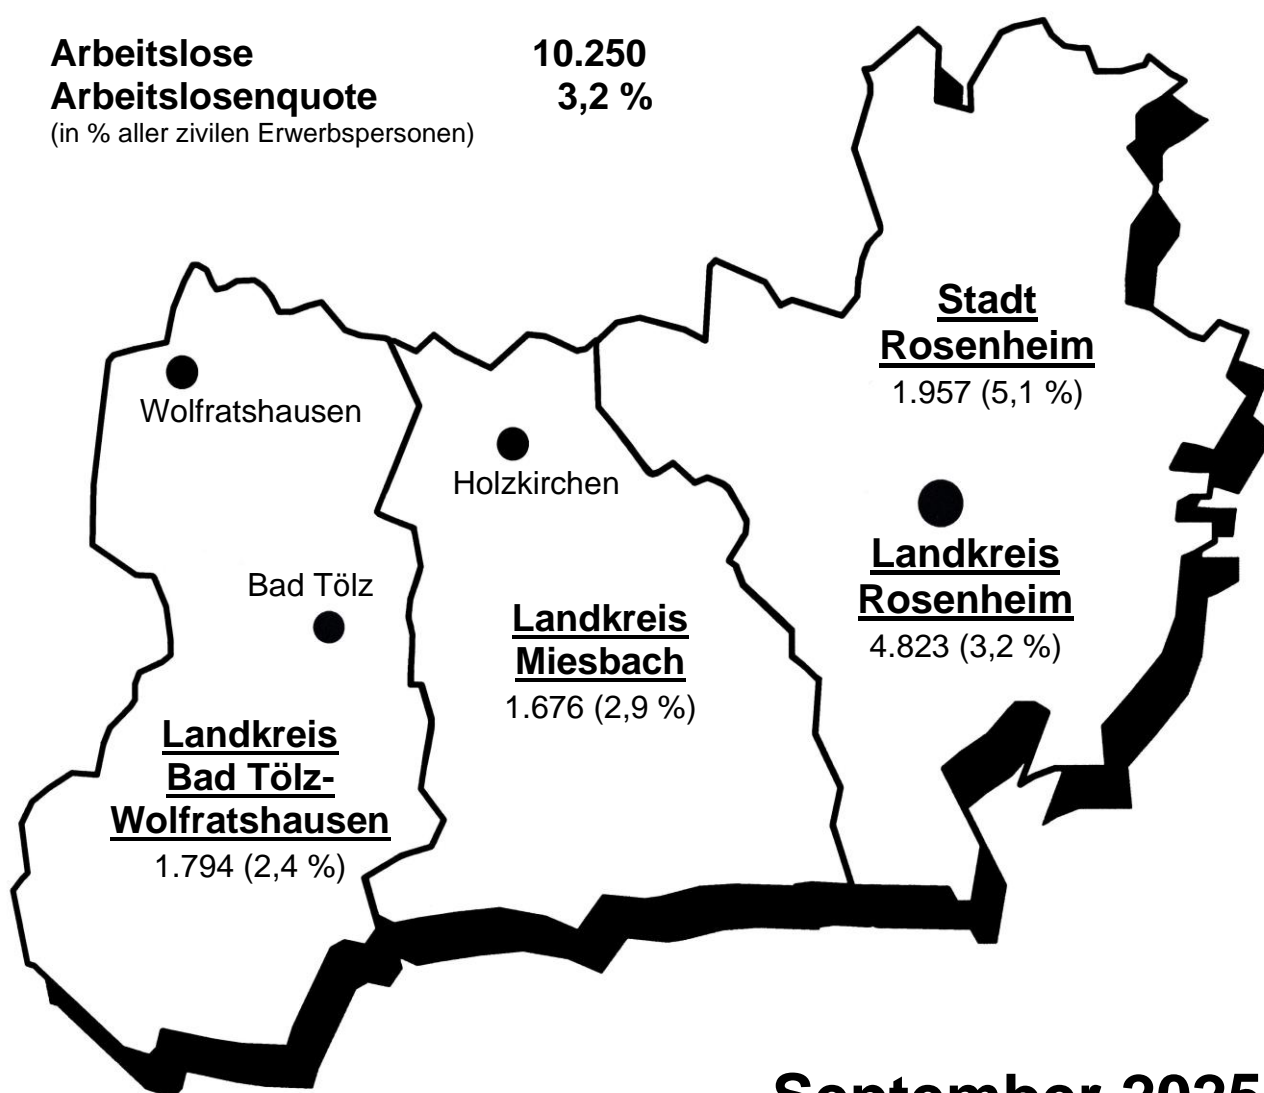 Arbeitslose 10.250
Arbeitslosenquote 3,2 %
(in % aller zivilen Erwerbspersonen)
Stadt
Rosenheim
1.957 (5,1 %)
Wolfratshausen
Holzkirchen
Bad Tölz
Landkreis
Rosenheim
4.823 (3,2 %)
Landkreis
Miesbach
1.676 (2,9 %)
Landkreis
Bad Tölz-
Wolfratshausen
1.794 (2,4 %)
September 2025